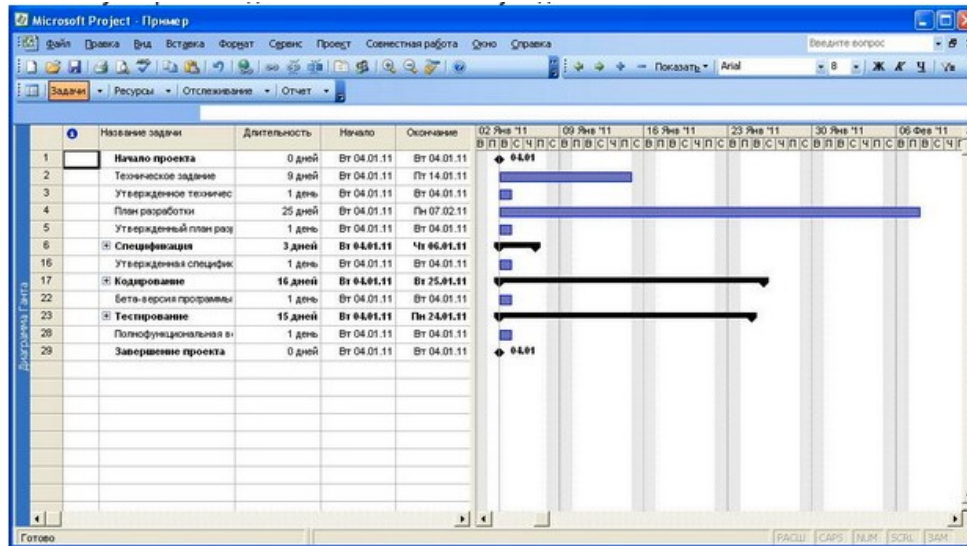 Microsoft Project - Пример
Файл Правка Вид Вставка Формат Сервис Проект Совместная работа Окно Справка Введите вопрос
Показать Arial 8 Ж К Ч
Задачи Ресурсы Отслеживание Отчет
Название задачи Длительность Начало Окончание 02 Янв '11 09 Янв '11 16 Янв '11 23 Янв '11 30 Янв '11 06 Фев '11
В П В С Ч П С В П В С Ч П С В П В С Ч П С В П В С Ч П С В П В С Ч П С В П В С Ч П
1 Начало проекта 0 дней Вт 04.01.11 Вт 04.01.11 04.01
2 Техническое задание 9 дней Вт 04.01.11 Пт 14.01.11
3 Утвержденное техничес 1 день Вт 04.01.11 Вт 04.01.11
4 План разработки 25 дней Вт 04.01.11 Пн 07.02.11
5 Утвержденный план раз 1 день Вт 04.01.11 Вт 04.01.11
6 Спецификация 3 дней Вт 04.01.11 Чт 06.01.11
16 Утвержденная специфик 1 день Вт 04.01.11 Вт 04.01.11
17 Кодирование 16 дней Вт 04.01.11 Вт 25.01.11
22 Бета-версия программы 1 день Вт 04.01.11 Вт 04.01.11
23 Тестирование 15 дней Вт 04.01.11 Пн 24.01.11
28 Полнофункциональная в 1 день Вт 04.01.11 Вт 04.01.11
29 Завершение проекта 0 дней Вт 04.01.11 Вт 04.01.11 04.01
Диаграмма Ганта
Готово РАСШ CAPS NUM SCRL ЗАМ